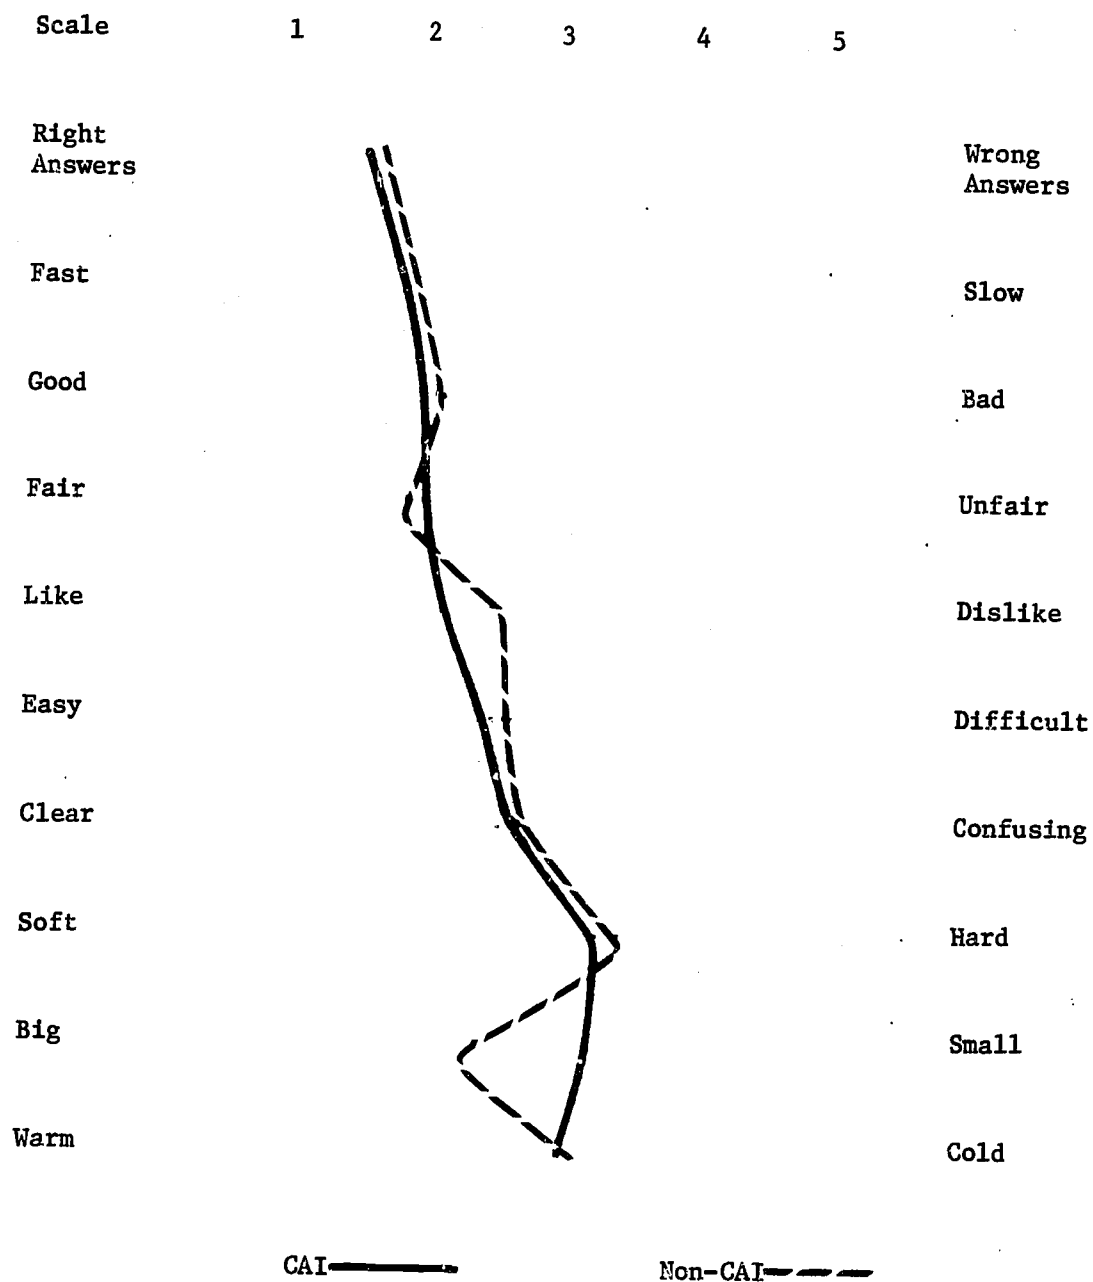 Scale 1 2 3 4 5
Right
Answers
Wrong
Answers
Fast Slow
Good Bad
Fair Unfair
Like Dislike
Easy Difficult
Clear Confusing
Soft Hard
Big Small
Warm Cold
CAI Non-CAI